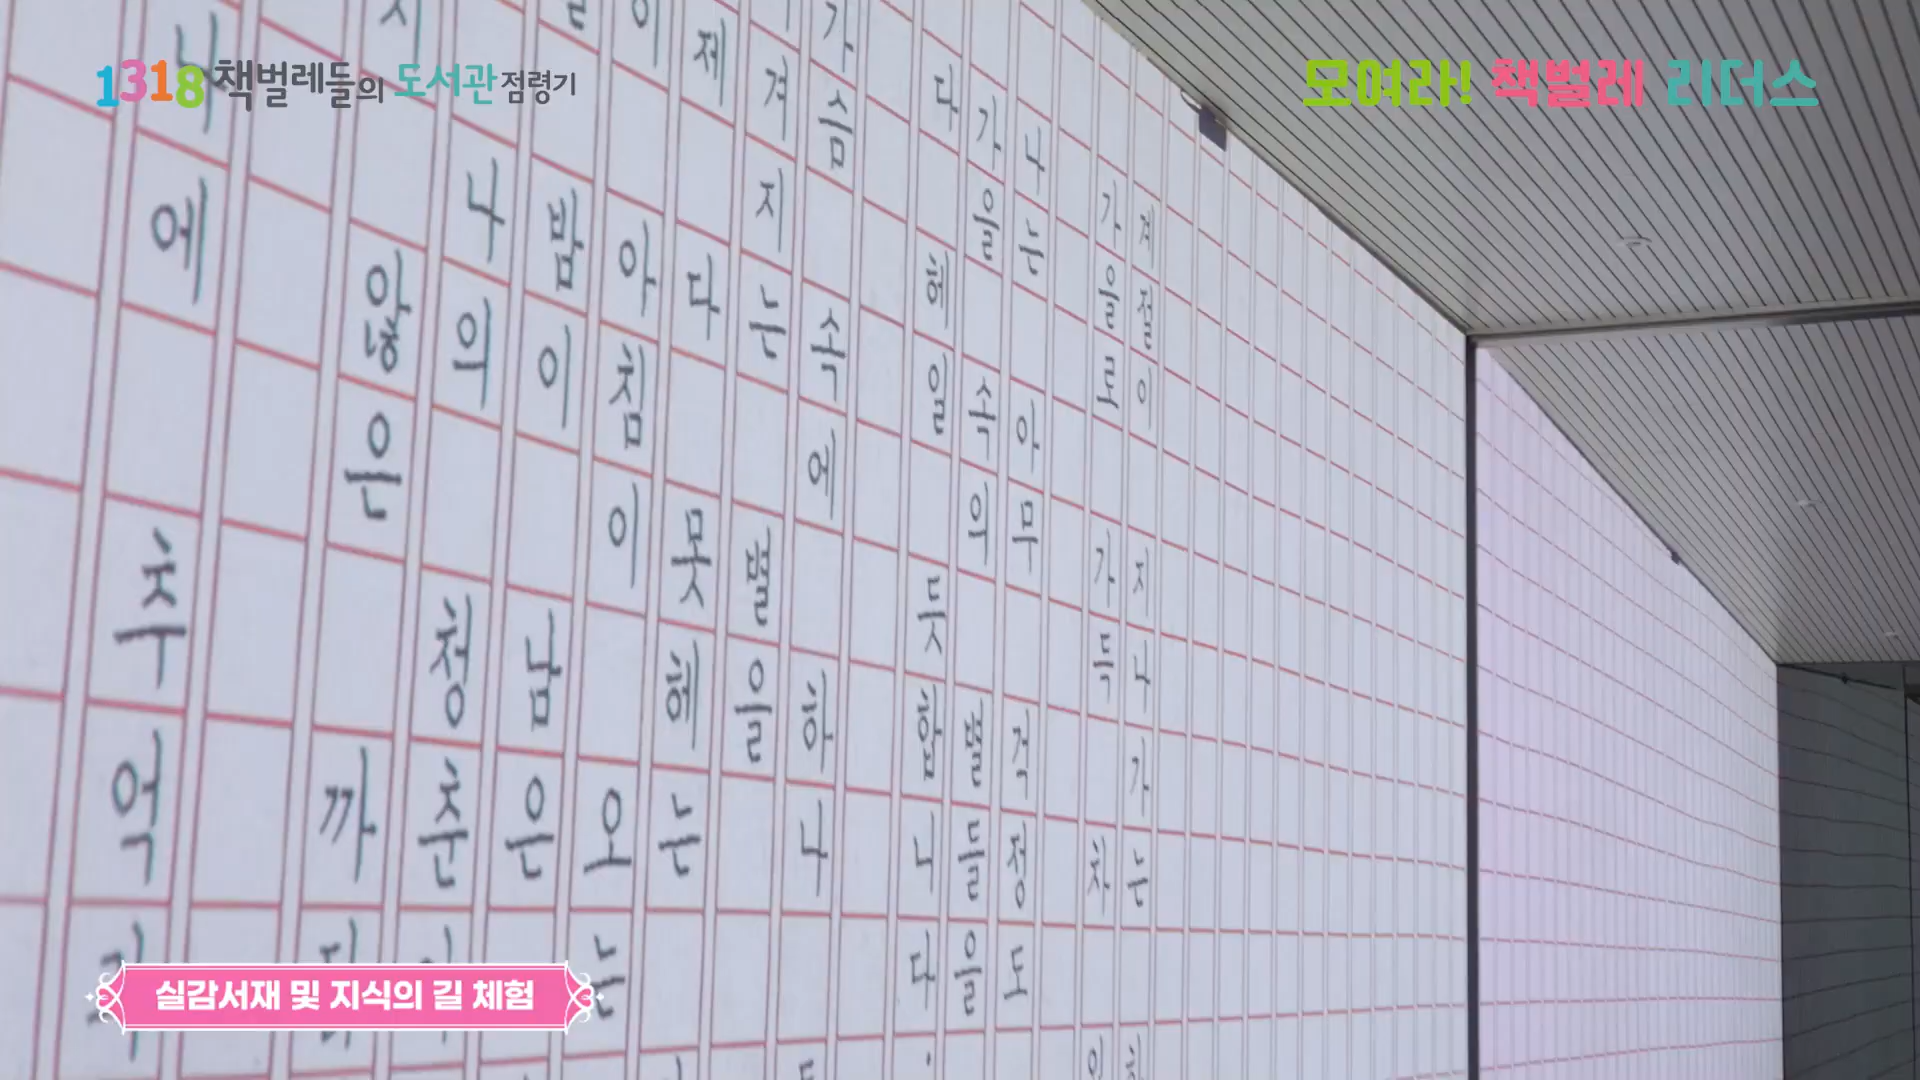 1318 책벌레들의 도서관 점령기
모여라! 책벌레 리더스
계절이 지나가는
가을로 가득 차
나는 아무 걱정도
가을 속의 별들을
다 헤일 듯합니다.
가슴 속에 하나
겨지는 별을
제 다 못 헤는
이 아침이 오는
밤이 남은
나의 청춘
지 않은 까
나에 추억
실감서재 및 지식의 길 체험